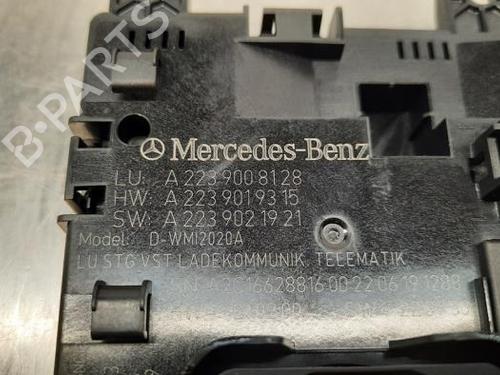 B-PARTS
Mercedes-Benz
LU: A 223 900 81 28
HW: A 223 901 93 15
SW: A 223 902 19 21
Model: D-WMI2020A
LU STG VST LADEKOMMUNIK. TELEMATIK